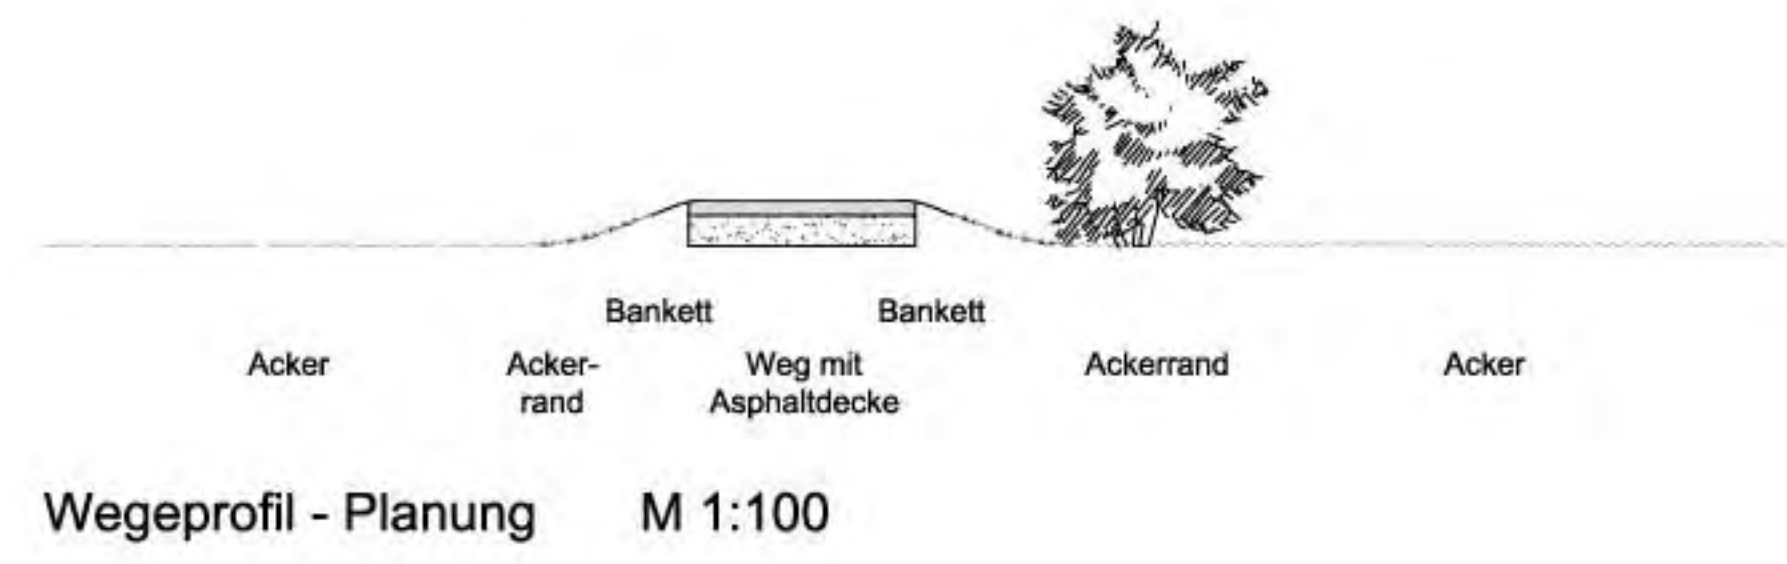 Bankett Bankett
Acker Acker- Weg mit Ackerrand Acker
rand Asphaltdecke
Wegeprofil - Planung M 1:100